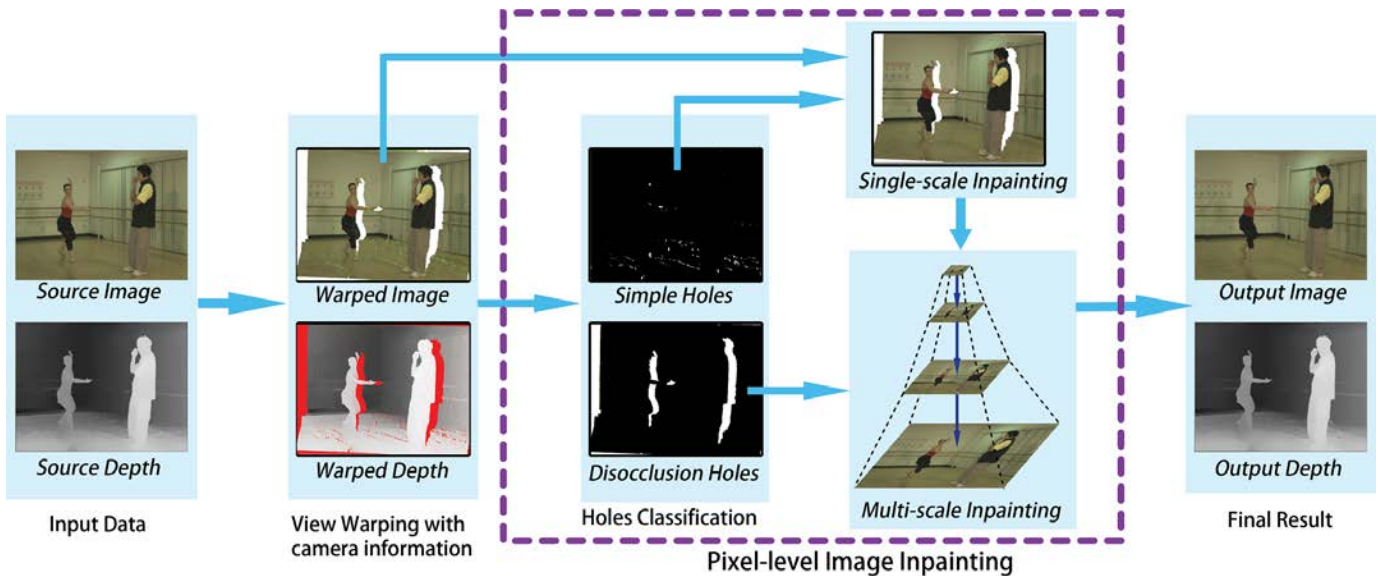 Source Image
Source Depth
Input Data
Warped Image
Warped Depth
View Warping with
camera information
Simple Holes
Disocclusion Holes
Holes Classification
Single-scale Inpainting
Multi-scale Inpainting
Pixel-level Image Inpainting
Output Image
Output Depth
Final Result